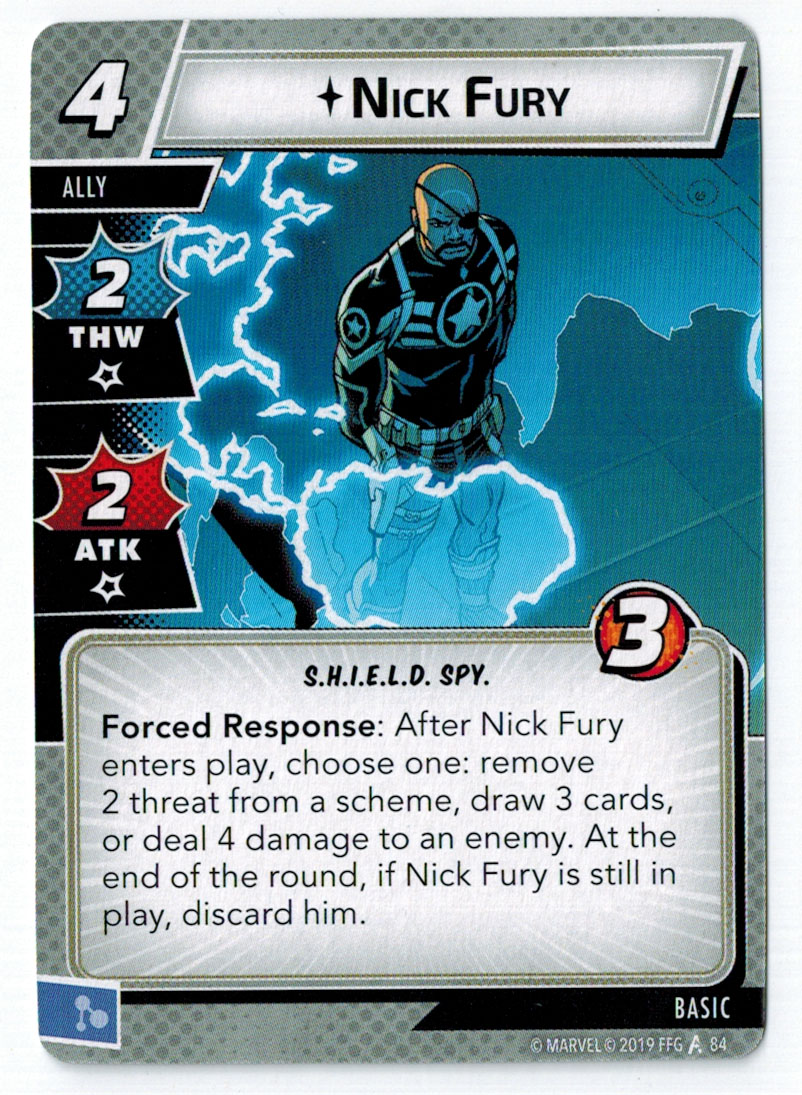 4
NICK FURY
ALLY
2
THW
2
ATK
3
S.H.I.E.L.D. SPY.
Forced Response: After Nick Fury
enters play, choose one: remove
2 threat from a scheme, draw 3 cards,
or deal 4 damage to an enemy. At the
end of the round, if Nick Fury is still in
play, discard him.
BASIC
© MARVEL © 2019 FFG 84